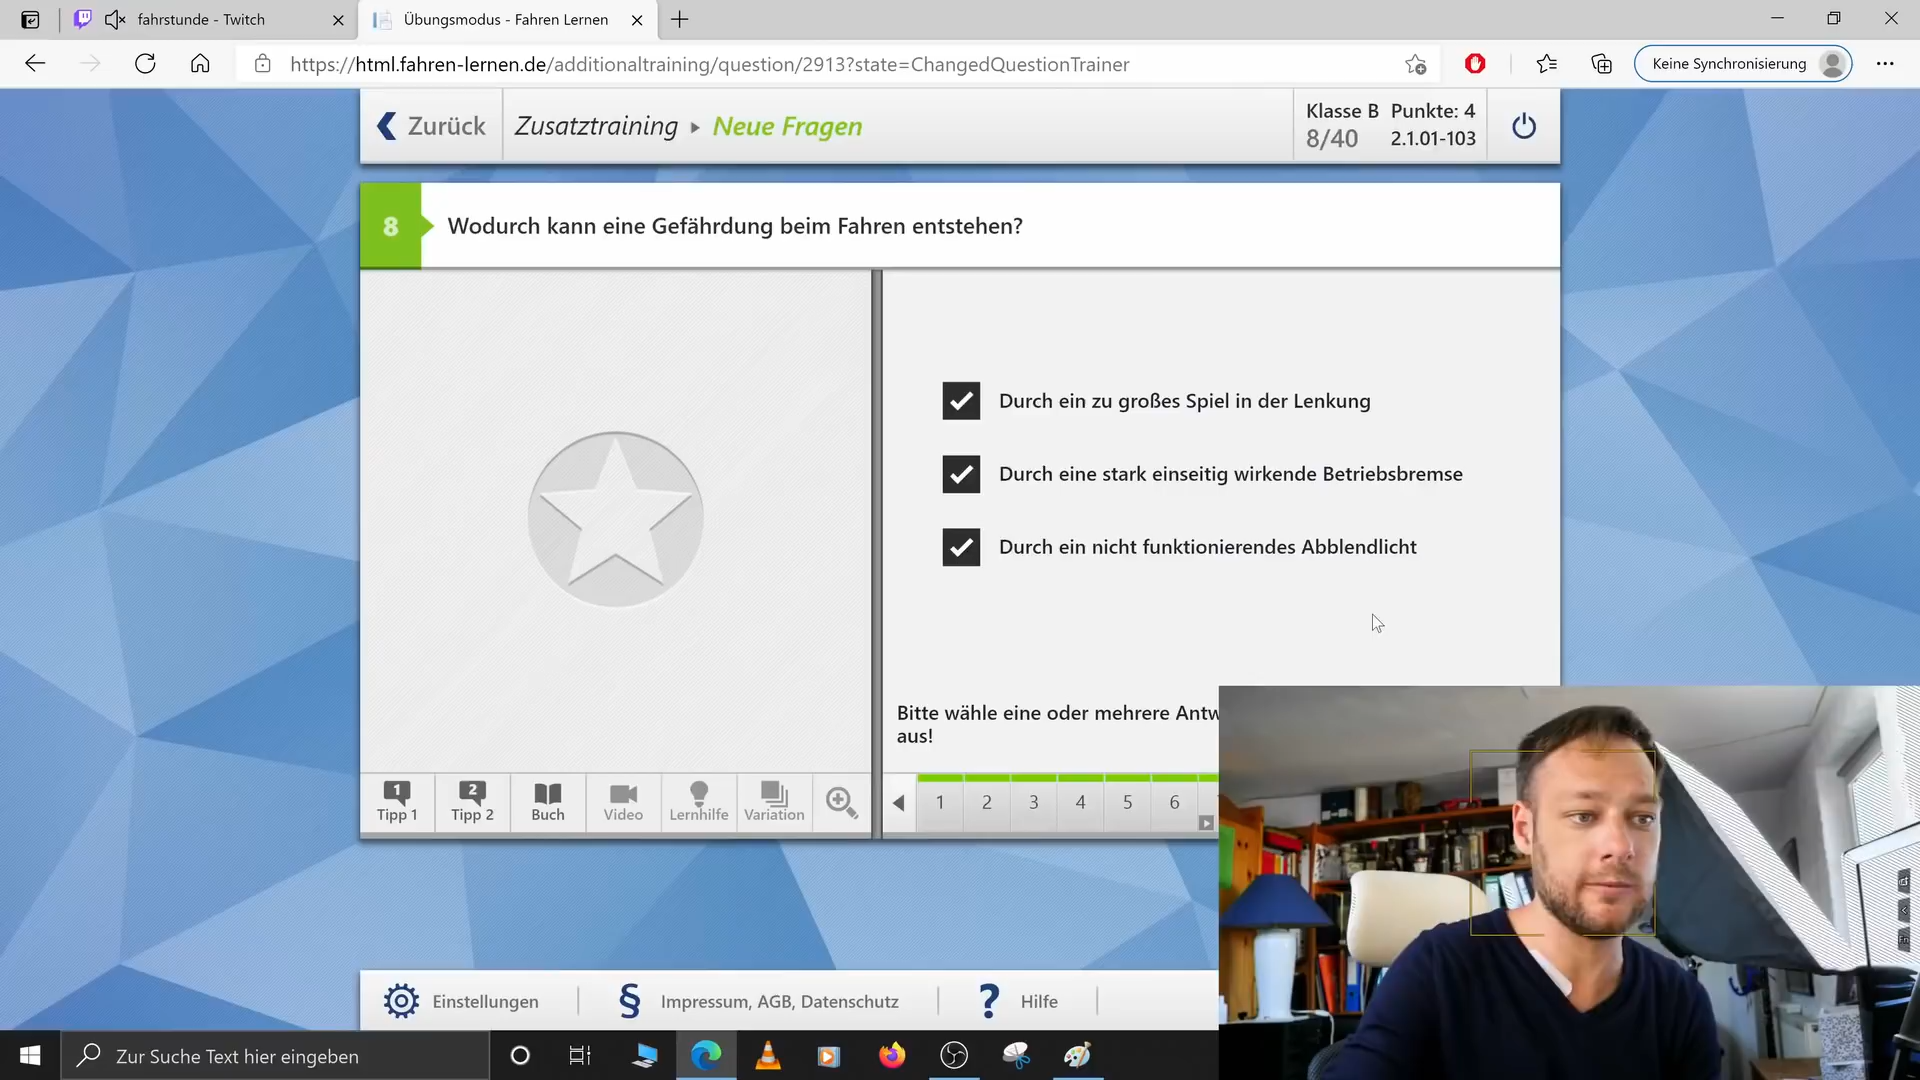 fahrstunde - Twitch
Übungsmodus - Fahren Lernen
https://html.fahren-lernen.de/additionaltraining/question/2913?state=ChangedQuestionTrainer
Keine Synchronisierung
Zurück
Zusatztraining ▸ Neue Fragen
Klasse B Punkte: 4
8/40 2.1.01-103
8
Wodurch kann eine Gefährdung beim Fahren entstehen?
Durch ein zu großes Spiel in der Lenkung
Durch eine stark einseitig wirkende Betriebsbremse
Durch ein nicht funktionierendes Abblendlicht
Bitte wähle eine oder mehrere Antw
aus!
1 2
Tipp 1 Tipp 2 Buch Video Lernhilfe Variation
1 2 3 4 5 6
Einstellungen
§ Impressum, AGB, Datenschutz
? Hilfe
Zur Suche Text hier eingeben